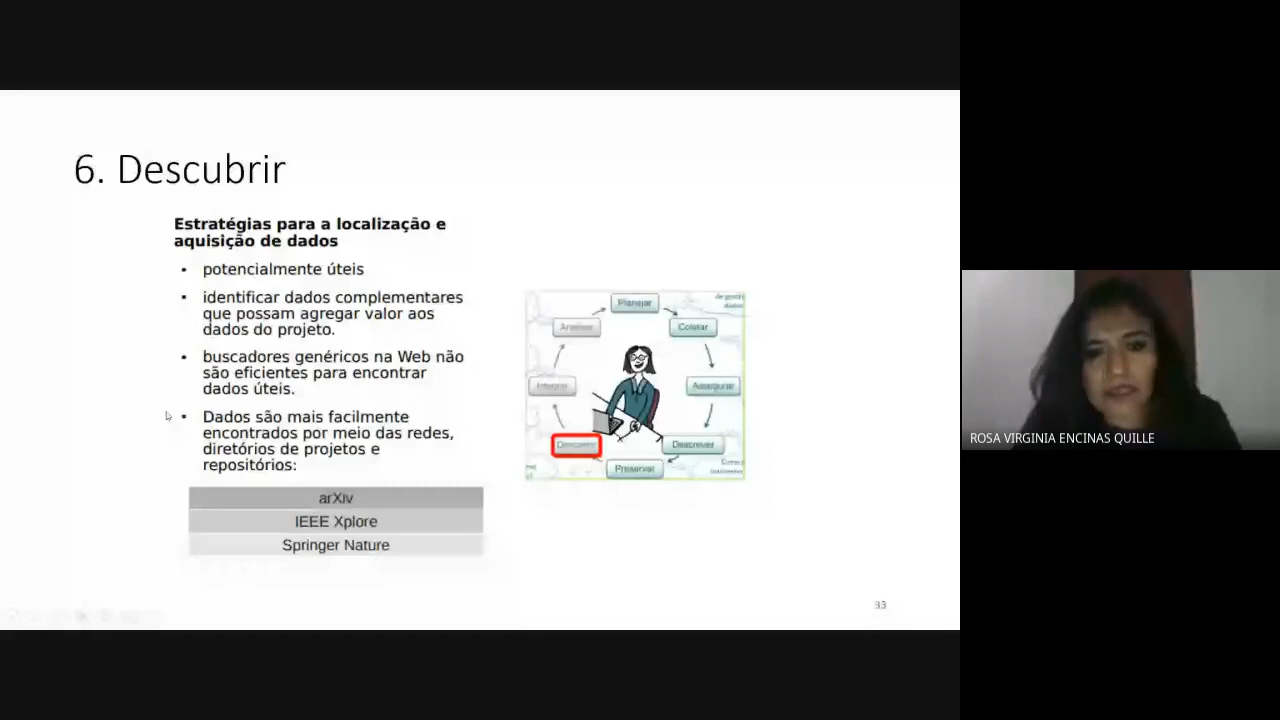 6. Descubrir
Estratégias para a localização e
aquisição de dados
• potencialmente úteis
• identificar dados complementares
que possam agregar valor aos
dados do projeto.
• buscadores genéricos na Web não
são eficientes para encontrar
dados úteis.
• Dados são mais facilmente
encontrados por meio das redes,
diretórios de projetos e
repositórios:
arXiv
IEEE Xplore
Springer Nature
Planejar
Coletar
Assegurar
Descrever
Preservar
Integrar
Analisar
33
ROSA VIRGINIA ENCINAS QUILLE